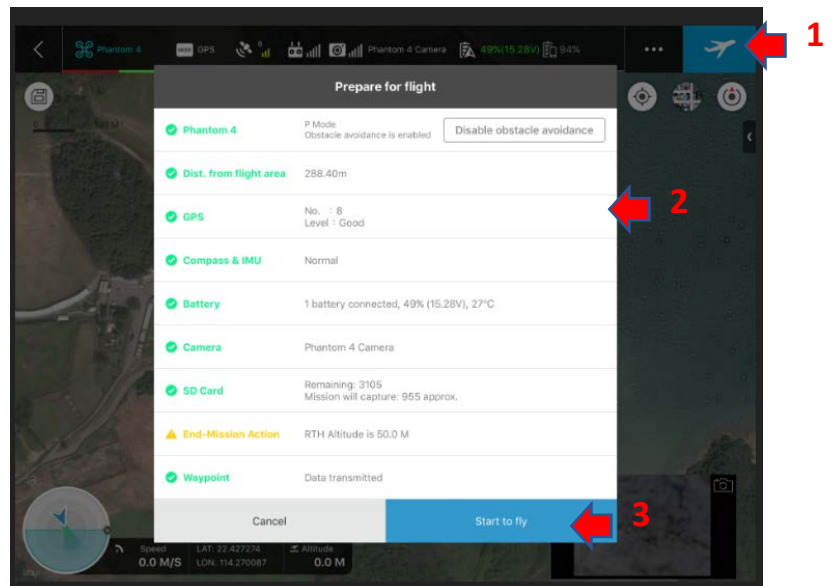 1
Phantom 4 GPS Phantom 4 Camera 49%(15.28V) 94%
Prepare for flight
Phantom 4
P Mode
Obstacle avoidance is enabled
Disable obstacle avoidance
Dist. from flight area 288.40m
GPS
No. : 8
Level : Good
2
Compass & IMU Normal
Battery 1 battery connected, 49% (15.28V), 27°C
Camera Phantom 4 Camera
SD Card
Remaining: 3105
Mission will capture: 955 approx.
End-Mission Action RTH Altitude is 50.0 M
Waypoint Data transmitted
Cancel Start to fly
3
Speed LAT: 22.427274 Altitude
0.0 M/S LON: 114.270087 0.0 M